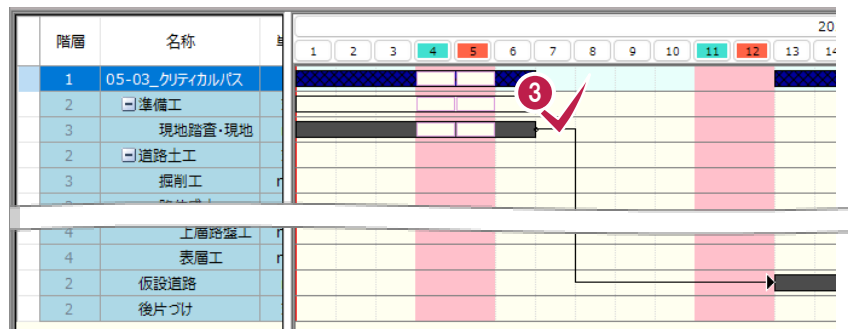 20
階層 名称
1 2 3 4 5 6 7 8 9 10 11 12 13 14
1 05-03_クリティカルパス
3
2 準備工
3 現地踏査・現地
2 道路土工
3 掘削工
4 上層路盤工
4 表層工
2 仮設道路
2 後片づけ